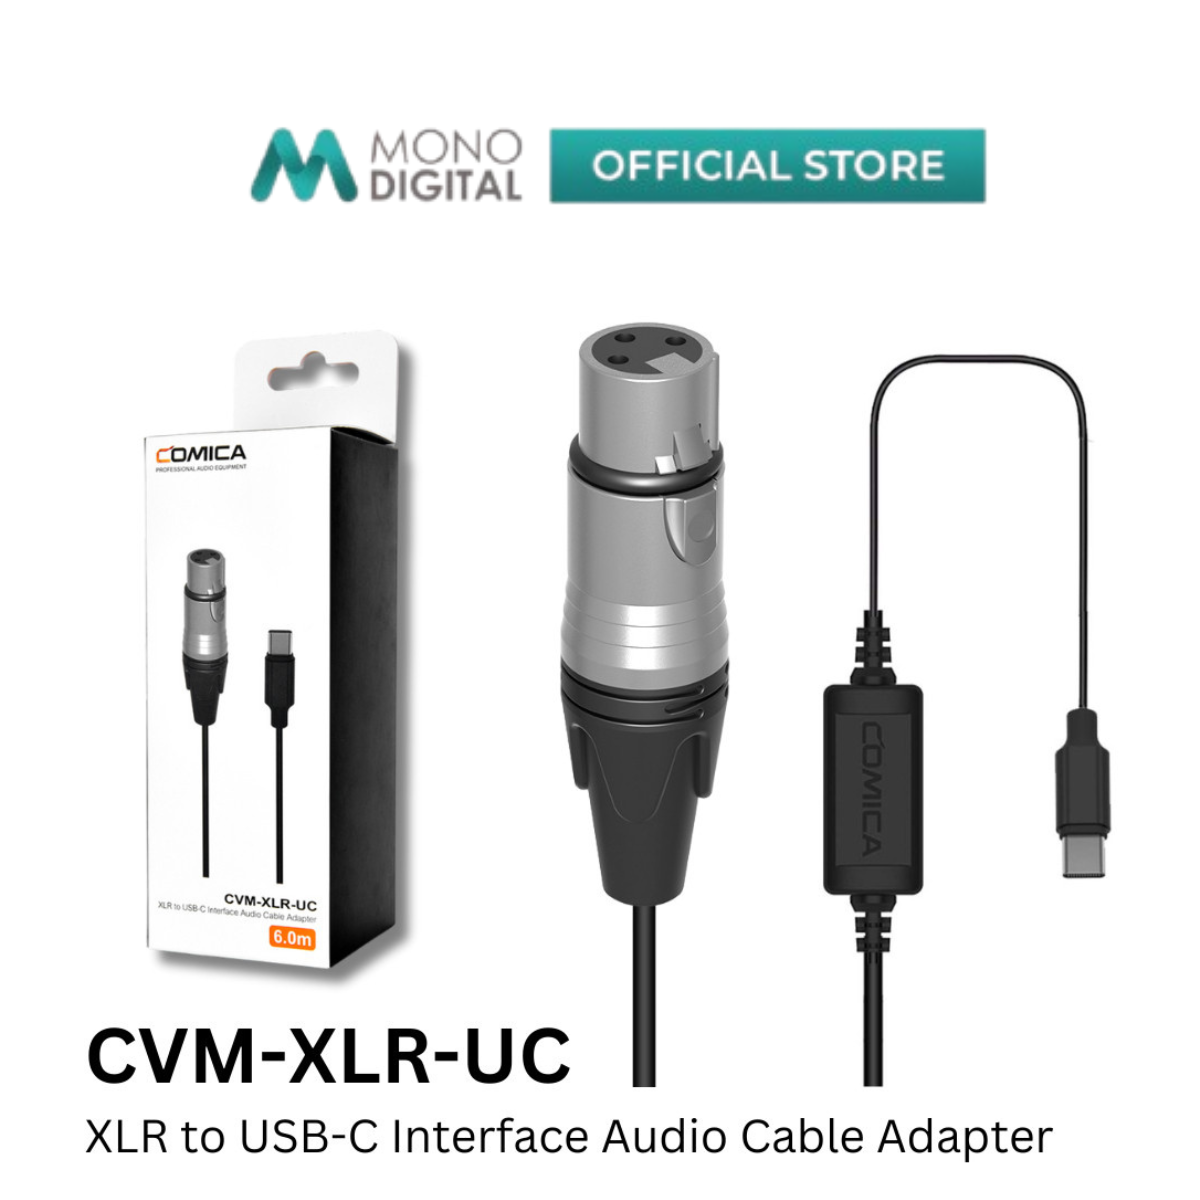 MONO
DIGITAL
OFFICIAL STORE
COMICA
PROFESSIONAL AUDIO EQUIPMENT
CVM-XLR-UC
XLR to USB-C Interface Audio Cable Adapter
6.0m
COMICA
CVM-XLR-UC
XLR to USB-C Interface Audio Cable Adapter